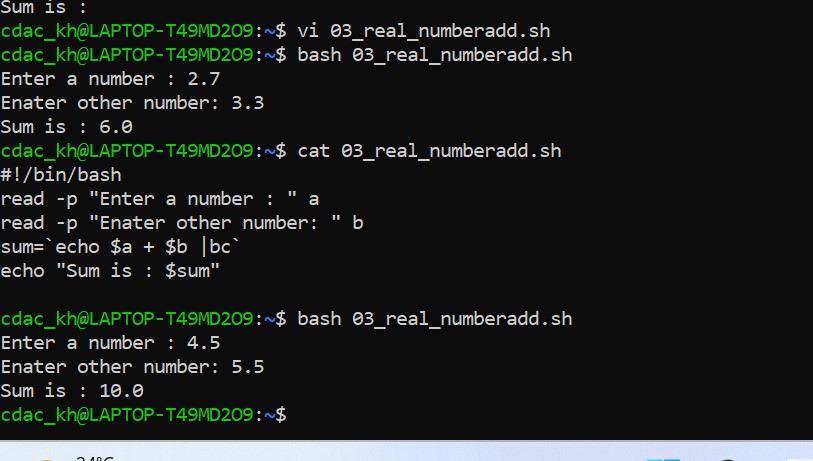 Sum is :
cdac_kh@LAPTOP-T49MD2O9:~$ vi 03_real_numberadd.sh
cdac_kh@LAPTOP-T49MD2O9:~$ bash 03_real_numberadd.sh
Enter a number : 2.7
Enater other number: 3.3
Sum is : 6.0
cdac_kh@LAPTOP-T49MD2O9:~$ cat 03_real_numberadd.sh
#!/bin/bash
read -p "Enter a number : " a
read -p "Enater other number: " b
sum=`echo $a + $b |bc`
echo "Sum is : $sum"
cdac_kh@LAPTOP-T49MD2O9:~$ bash 03_real_numberadd.sh
Enter a number : 4.5
Enater other number: 5.5
Sum is : 10.0
cdac_kh@LAPTOP-T49MD2O9:~$